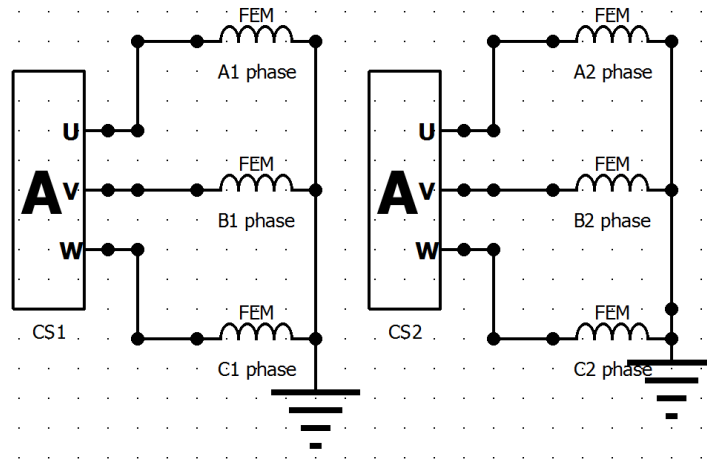 FEM
A1 phase
U
A
V
FEM
B1 phase
W
FEM
C1 phase
CS1
FEM
A2 phase
U
A
V
FEM
B2 phase
W
FEM
C2 phase
CS2